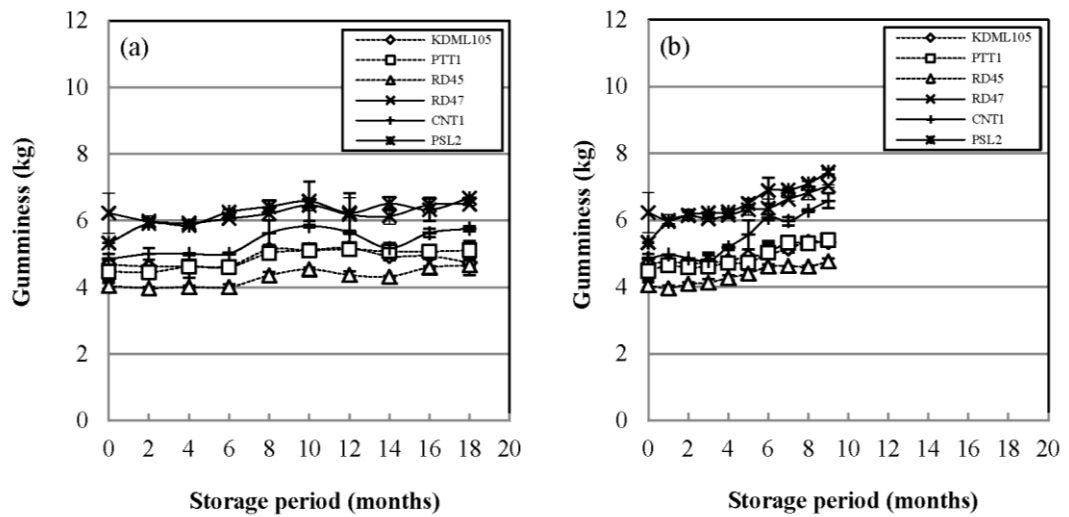 (a)
KDML105
PTT1
RD45
RD47
CNT1
PSL2
12
10
8
6
4
2
0
Gumminess (kg)
0 2 4 6 8 10 12 14 16 18 20
Storage period (months)
(b)
KDML105
PTT1
RD45
RD47
CNT1
PSL2
12
10
8
6
4
2
0
Gumminess (kg)
0 2 4 6 8 10 12 14 16 18 20
Storage period (months)